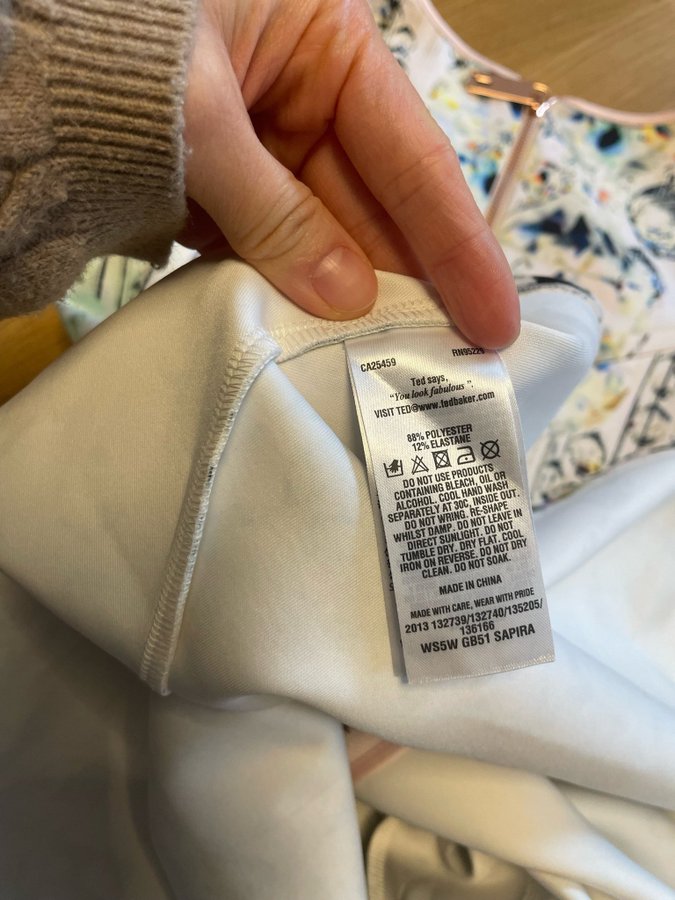 CA25459 RN95229
Ted says,
"You look fabulous".
VISIT TED@www.tedbaker.com
88% POLYESTER
12% ELASTANE
DO NOT USE PRODUCTS
CONTAINING BLEACH, OIL OR
ALCOHOL. COOL HAND WASH
SEPARATELY AT 30C, INSIDE OUT.
DO NOT WRING. RE-SHAPE
WHILST DAMP. DO NOT LEAVE IN
DIRECT SUNLIGHT. DO NOT
TUMBLE DRY. DRY FLAT. COOL
IRON ON REVERSE. DO NOT DRY
CLEAN. DO NOT SOAK.
MADE IN CHINA
MADE WITH CARE, WEAR WITH PRIDE
2013 132739/132740/135205/
136166
WS5W GB51 SAPIRA